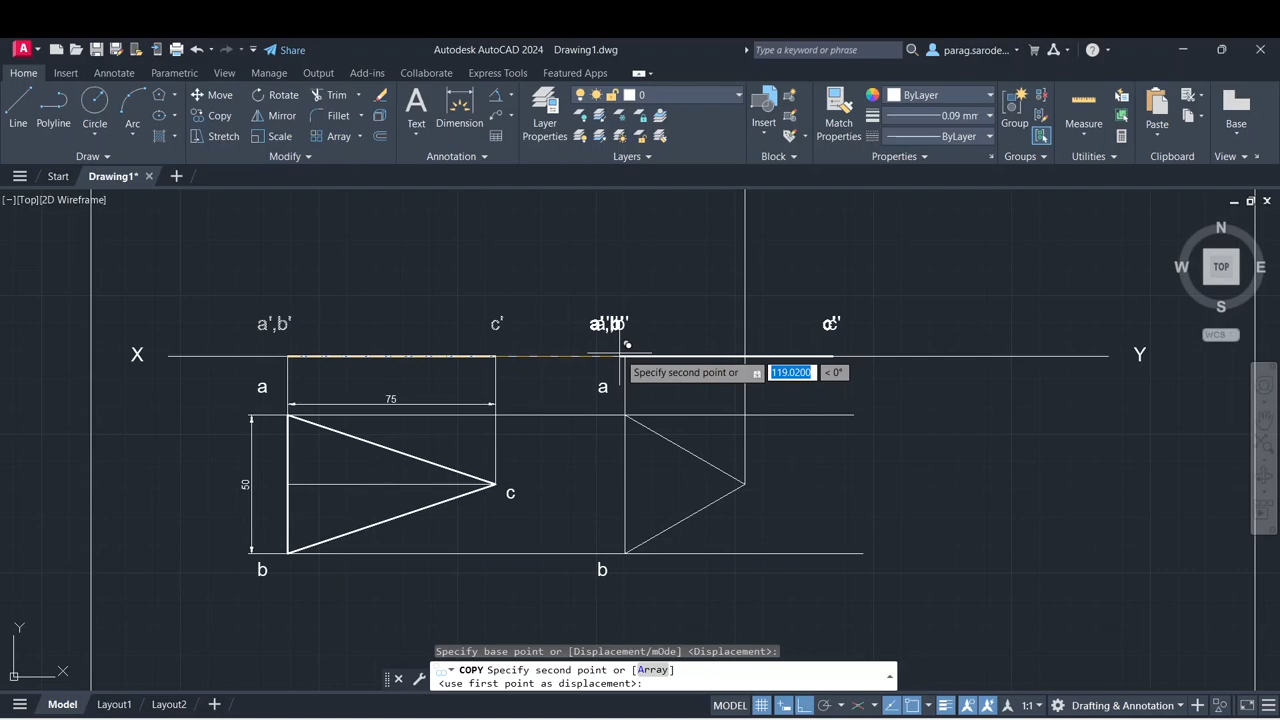 A Share Autodesk AutoCAD 2024 Drawing1.dwg Type a keyword or phrase parag.sarode...
Home Insert Annotate Parametric View Manage Output Add-ins Collaborate Express Tools Featured Apps
Line Polyline Circle Arc
Move Rotate Trim
Copy Mirror Fillet
Stretch Scale Array
Text Dimension
Layer Properties
0
Insert
Match Properties
ByLayer
0.09 mm
ByLayer
Group
Measure
Paste
Base
Draw Modify Annotation Layers Block Properties Groups Utilities Clipboard View
Start Drawing1*
[−][Top][2D Wireframe]
N
W TOP E
S
WCS
a',b' c' c'
X Y
Specify second point or 119.0200 < 0°
a a
75
50
c
b b
Y
X
Specify base point or [Displacement/mOde] <Displacement>:
COPY Specify second point or [Array]
<use first point as displacement>:
Model Layout1 Layout2 MODEL 1:1 Drafting & Annotation